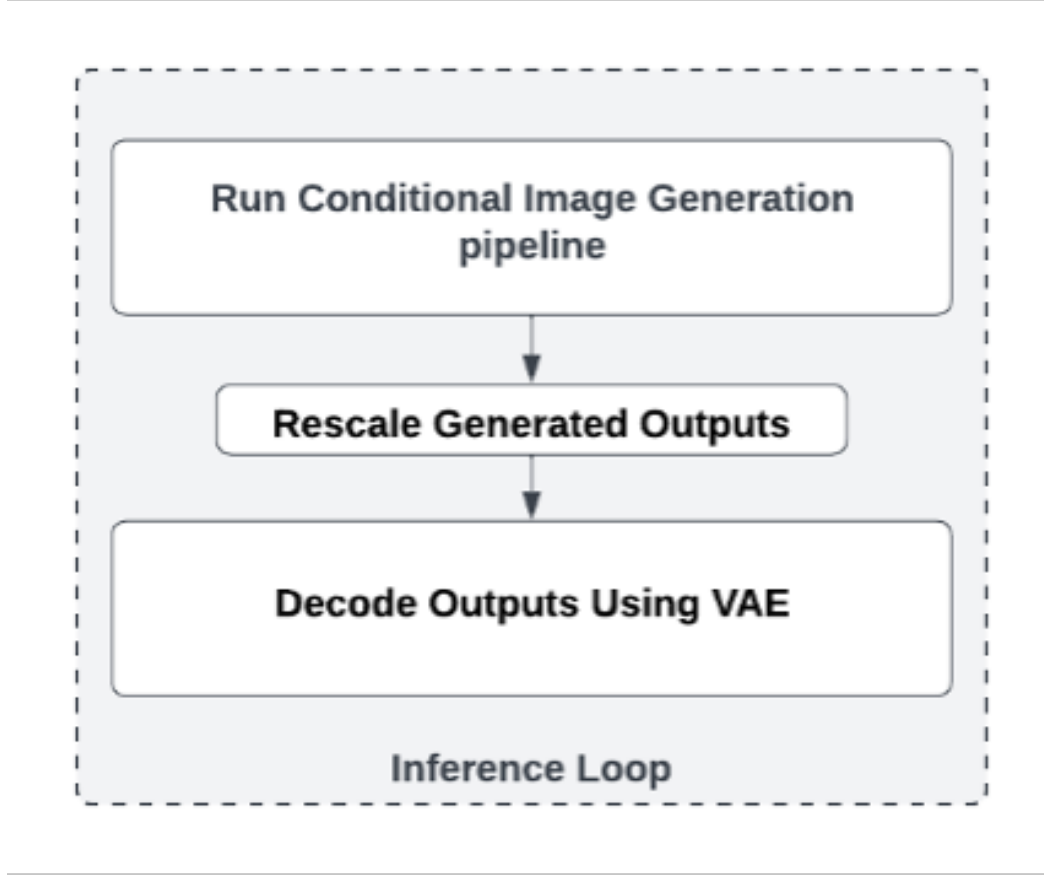 Run Conditional Image Generation
pipeline
Rescale Generated Outputs
Decode Outputs Using VAE
Inference Loop